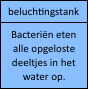 beluchtingstank
Bacteriën eten
alle opgeloste
deeltjes in het
water op.